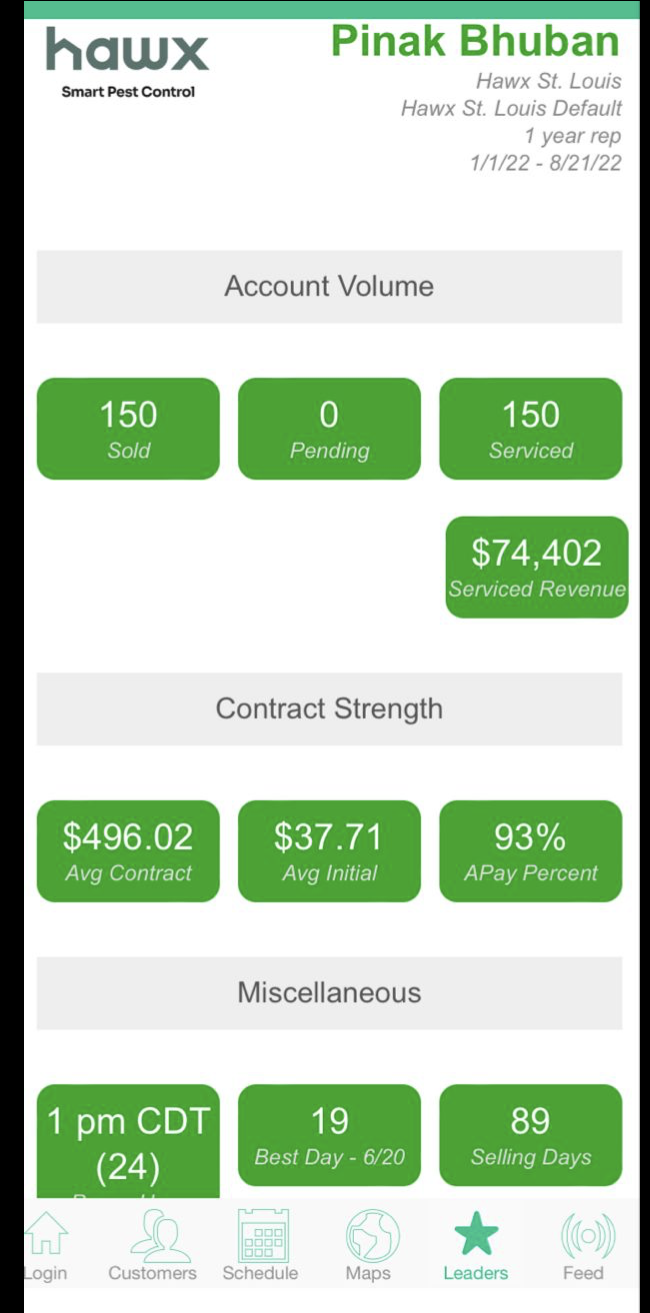 hawx
Smart Pest Control
Pinak Bhuban
Hawx St. Louis
Hawx St. Louis Default
1 year rep
1/1/22 - 8/21/22
Account Volume
150
Sold
0
Pending
150
Serviced
$74,402
Serviced Revenue
Contract Strength
$496.02
Avg Contract
$37.71
Avg Initial
93%
APay Percent
Miscellaneous
1 pm CDT
(24)
19
Best Day - 6/20
89
Selling Days
Login
Customers
Schedule
Maps
Leaders
Feed